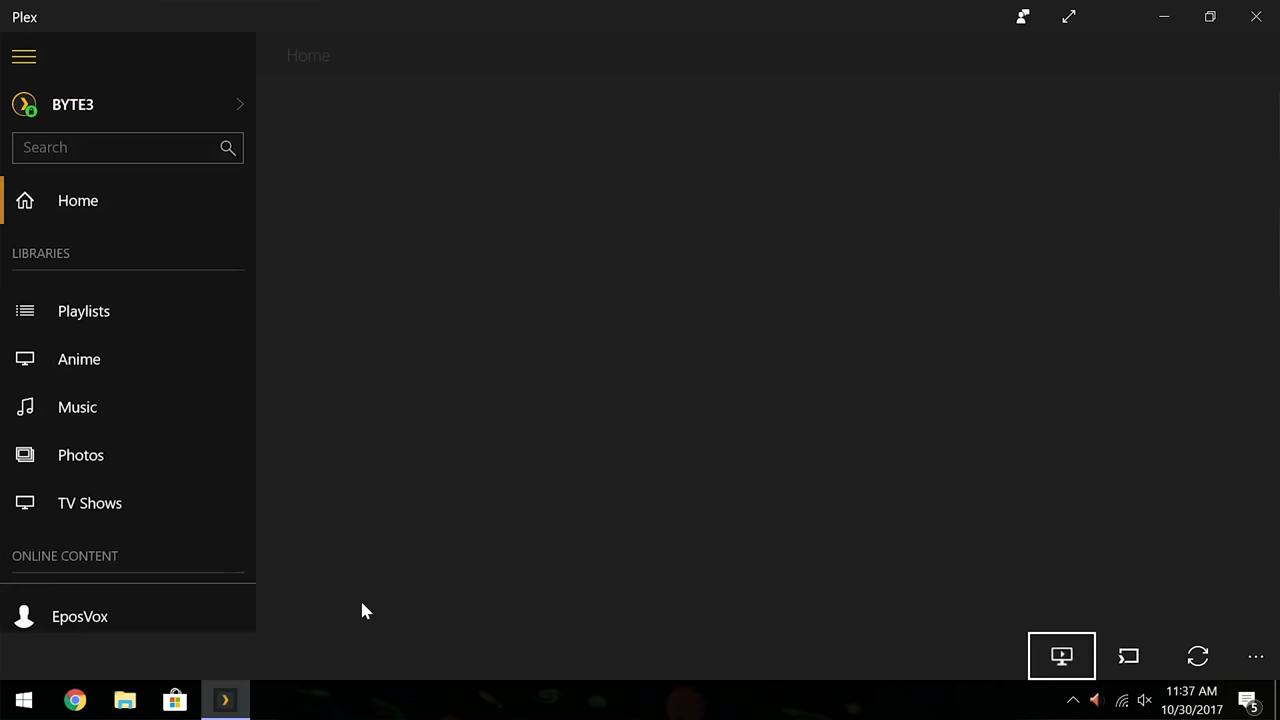 Plex
BYTE3
Search
Home
LIBRARIES
Playlists
Anime
Music
Photos
TV Shows
ONLINE CONTENT
EposVox
Home
11:37 AM
10/30/2017
5